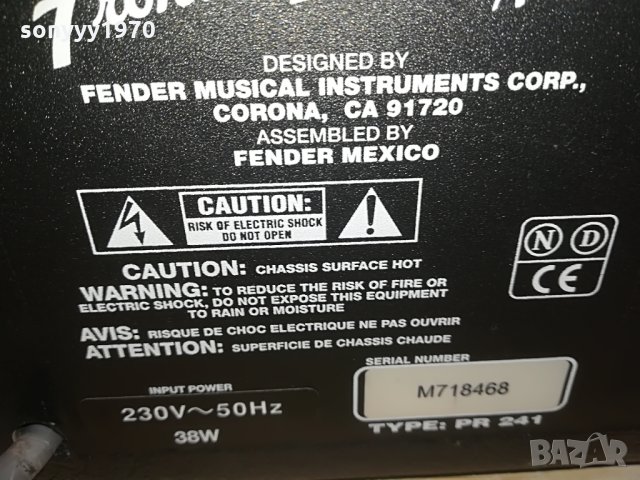 sonyyy1970
DESIGNED BY
FENDER MUSICAL INSTRUMENTS CORP.,
CORONA, CA 91720
ASSEMBLED BY
FENDER MEXICO
CAUTION:
RISK OF ELECTRIC SHOCK
DO NOT OPEN
N D
CE
CAUTION: CHASSIS SURFACE HOT
WARNING: TO REDUCE THE RISK OF FIRE OR
ELECTRIC SHOCK, DO NOT EXPOSE THIS EQUIPMENT
TO RAIN OR MOISTURE
AVIS: RISQUE DE CHOC ELECTRIQUE NE PAS OUVRIR
ATTENTION: SUPERFICIE DE CHASSIS CHAUDE
SERIAL NUMBER
M718468
TYPE: PR 241
INPUT POWER
230V～50Hz
38W
BAZAR